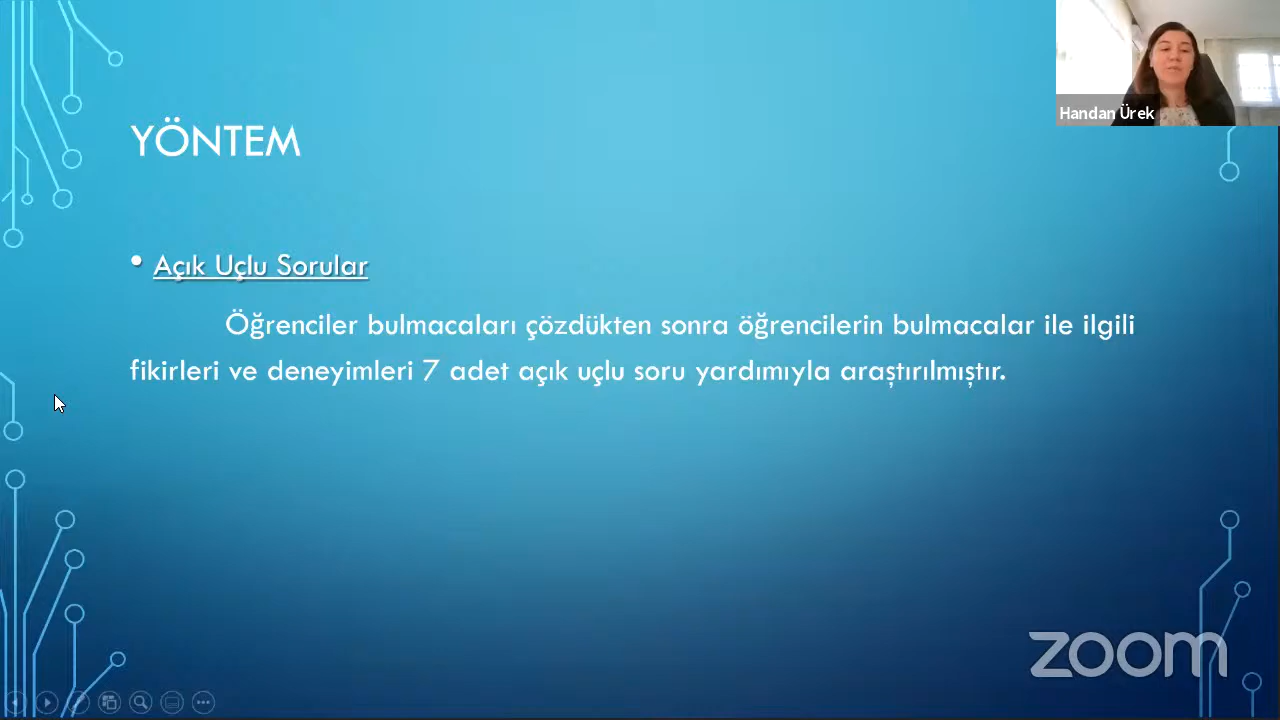 Handan Ürek
YÖNTEM
• Açık Uçlu Sorular
Öğrenciler bulmacaları çözdükten sonra öğrencilerin bulmacalar ile ilgili
fikirleri ve deneyimleri 7 adet açık uçlu soru yardımıyla araştırılmıştır.
zoom